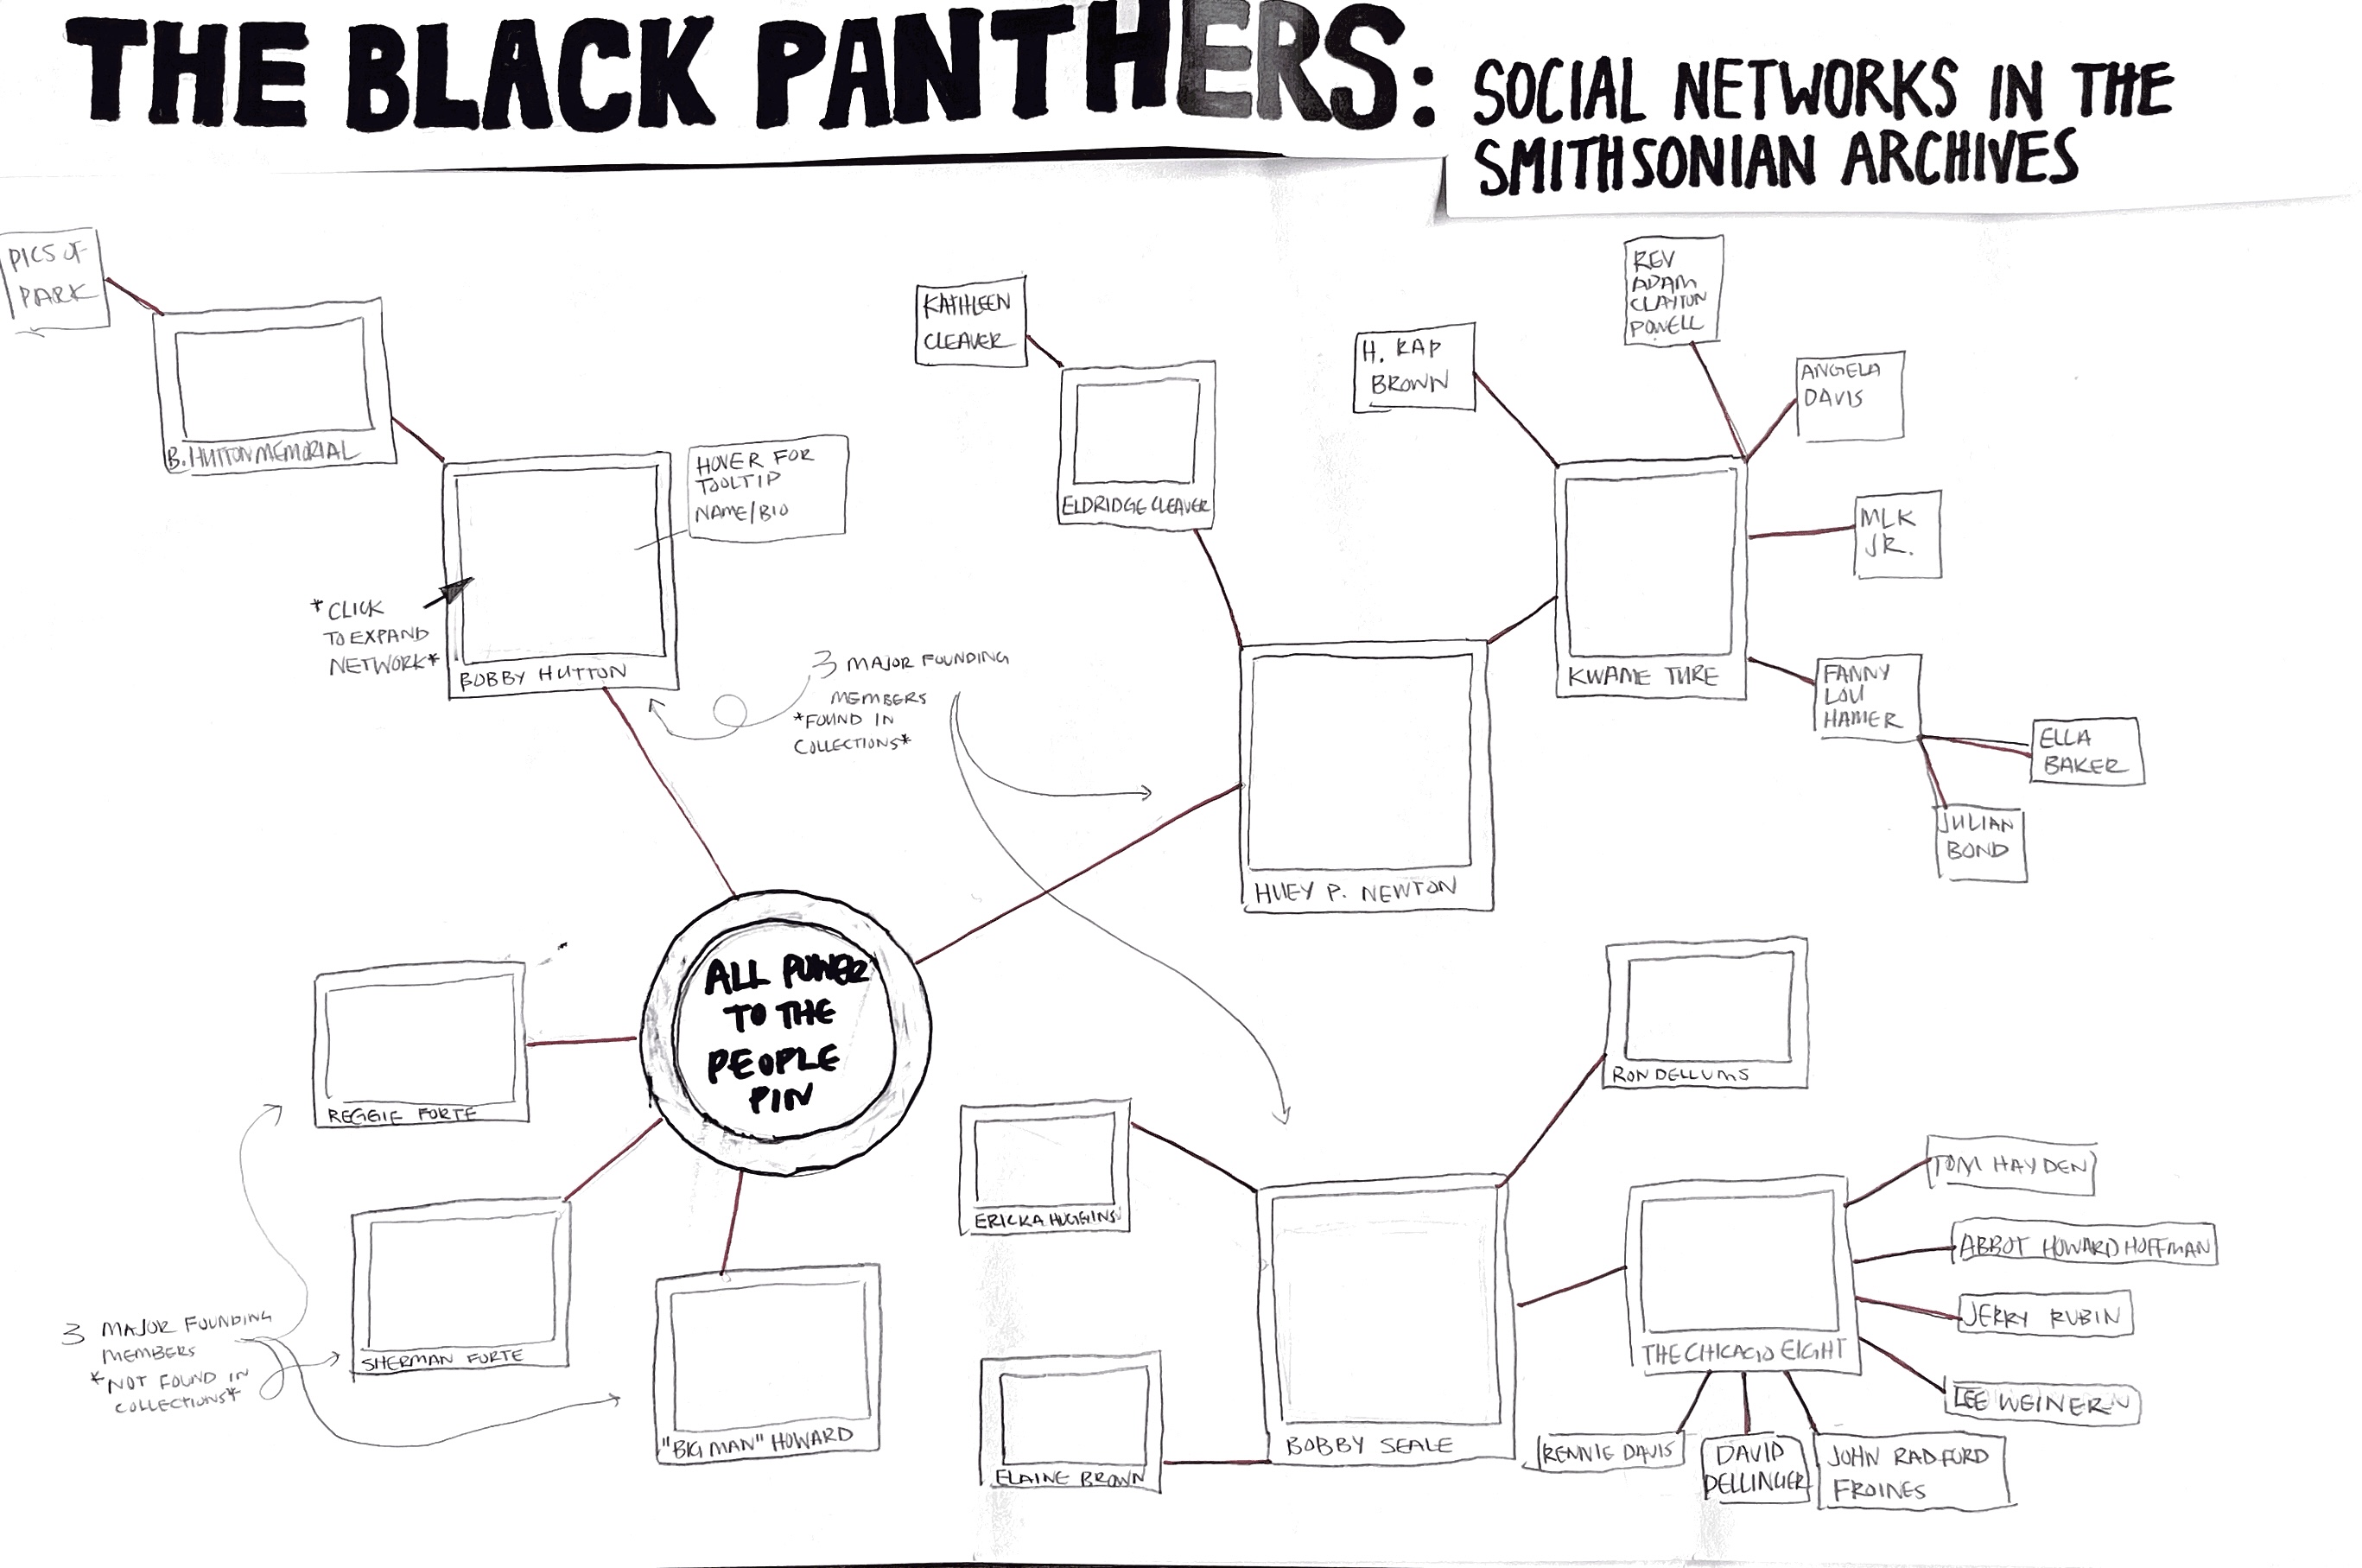 THE BLACK PANTHERS:
SOCIAL NETWORKS IN THE
SMITHSONIAN ARCHIVES
PICS OF
PARK
B. HUTTON MEMORIAL
HOVER FOR
TOOLTIP
NAME/BIO
*CLICK
TO EXPAND
NETWORK*
BOBBY HUTTON
3 MAJOR FOUNDING
MEMBERS
*FOUND IN
COLLECTIONS*
KATHLEEN
CLEAVER
ELDRIDGE CLEAVER
H. RAP
BROWN
REV
ADAM
CLAYTON
POWELL
ANGELA
DAVIS
MLK
JR.
KWAME TURE
FANNY
LOU
HAMER
ELLA
BAKER
JULIAN
BOND
HUEY P. NEWTON
ALL POWER
TO THE
PEOPLE
PIN
REGGIE FORTE
SHERMAN FORTE
"BIG MAN" HOWARD
3 MAJOR FOUNDING
MEMBERS
*NOT FOUND IN
COLLECTIONS*
ERICKA HUGGINS
ELAINE BROWN
BOBBY SEALE
RON DELLUMS
THE CHICAGO EIGHT
TOM HAYDEN
ABBOT HOWARD HOFFMAN
JERRY RUBIN
LEE WEINER
RENNIE DAVIS
DAVID
DELLINGER
JOHN RADFORD
FROINES